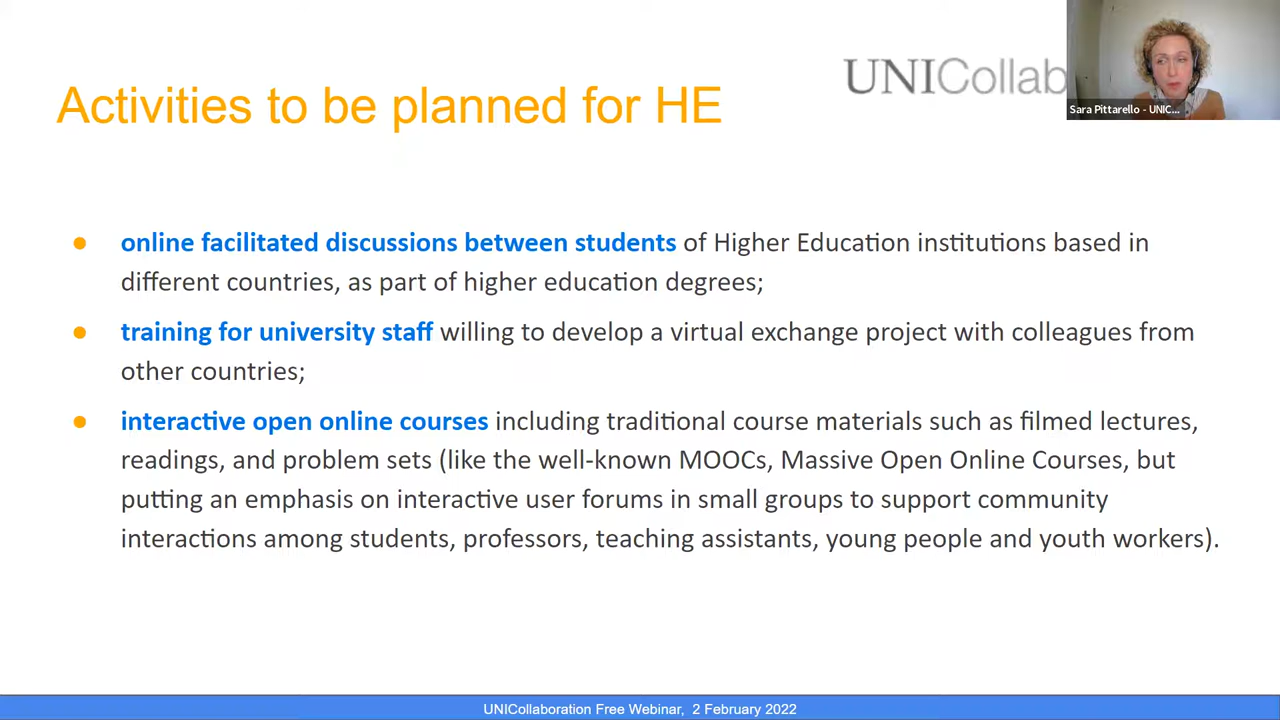 UNICollab
Sara Pittarello - UNIC...
Activities to be planned for HE
● online facilitated discussions between students of Higher Education institutions based in
different countries, as part of higher education degrees;
● training for university staff willing to develop a virtual exchange project with colleagues from
other countries;
● interactive open online courses including traditional course materials such as filmed lectures,
readings, and problem sets (like the well-known MOOCs, Massive Open Online Courses, but
putting an emphasis on interactive user forums in small groups to support community
interactions among students, professors, teaching assistants, young people and youth workers).
UNICollaboration Free Webinar, 2 February 2022